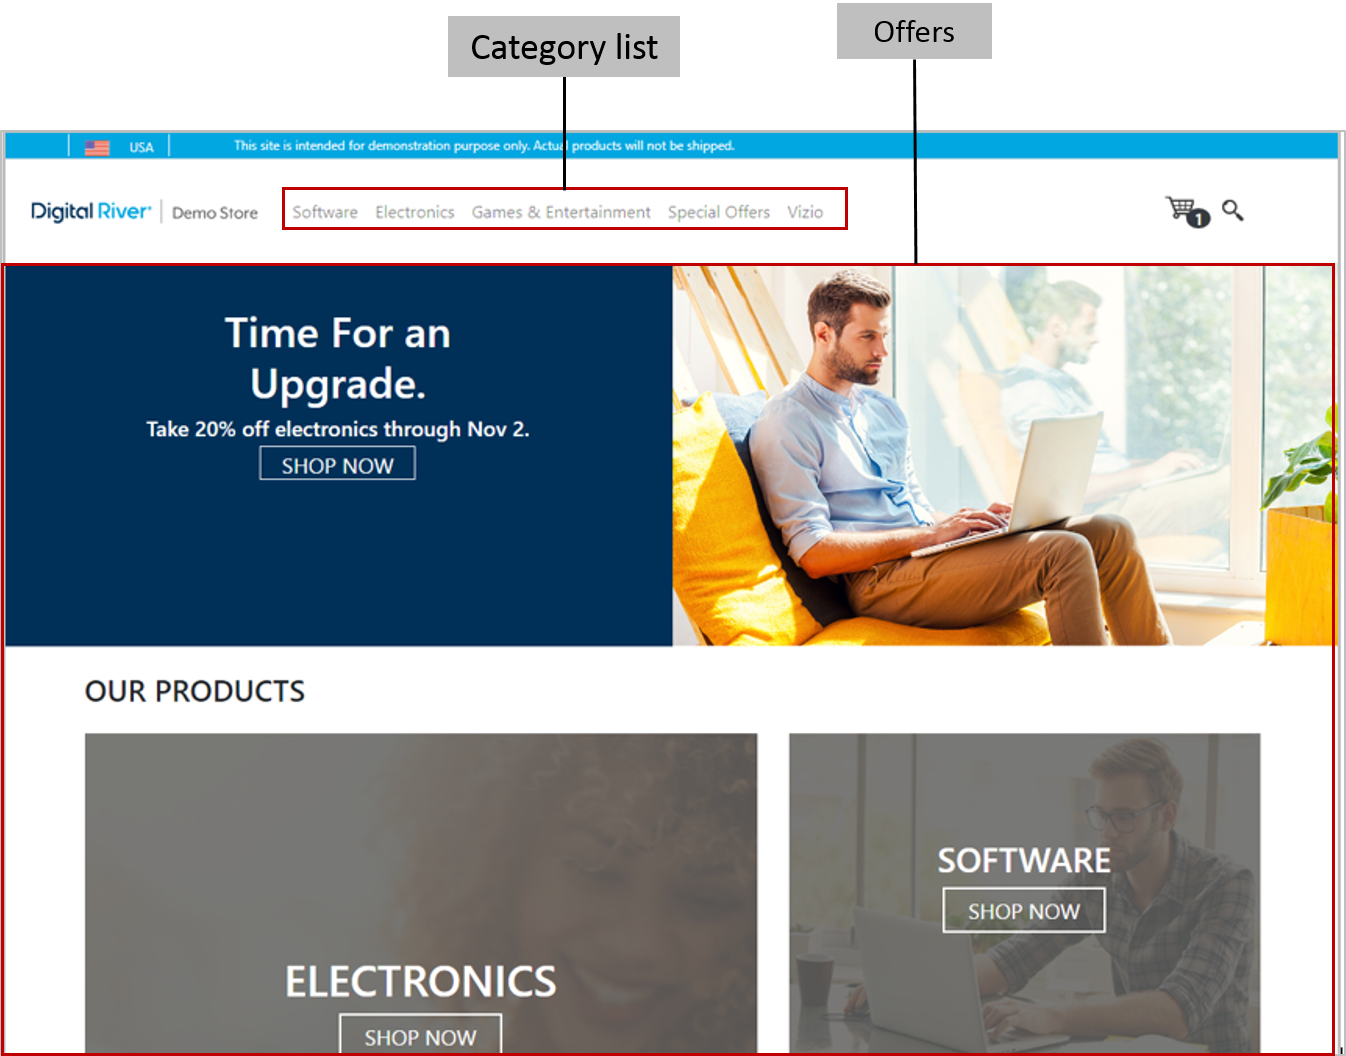 Category list
Offers
USA
This site is intended for demonstration purpose only. Actual products will not be shipped.
Digital River® | Demo Store
Software Electronics Games & Entertainment Special Offers Vizio
1
Time For an
Upgrade.
Take 20% off electronics through Nov 2.
SHOP NOW
OUR PRODUCTS
SOFTWARE
SHOP NOW
ELECTRONICS
SHOP NOW